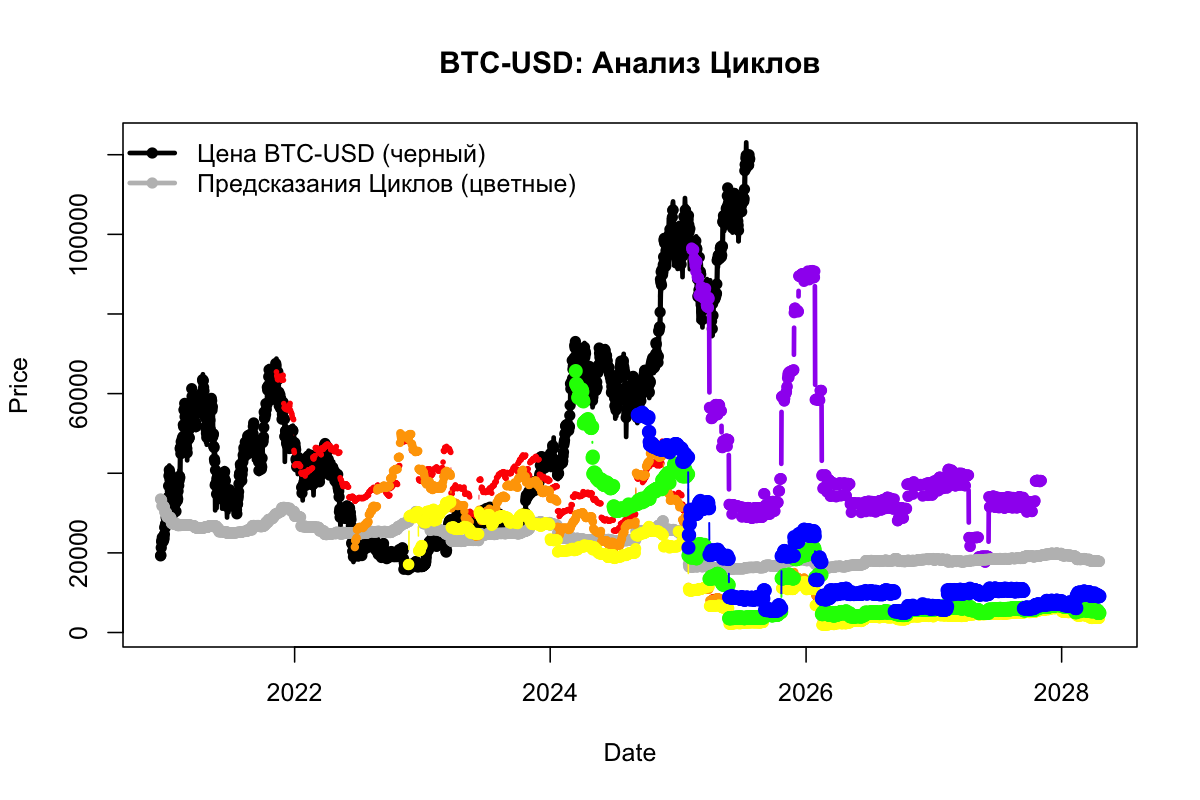 BTC-USD: Анализ Циклов
Цена BTC-USD (черный)
Предсказания Циклов (цветные)
Price
100000
60000
20000
0
2022
2024
2026
2028
Date